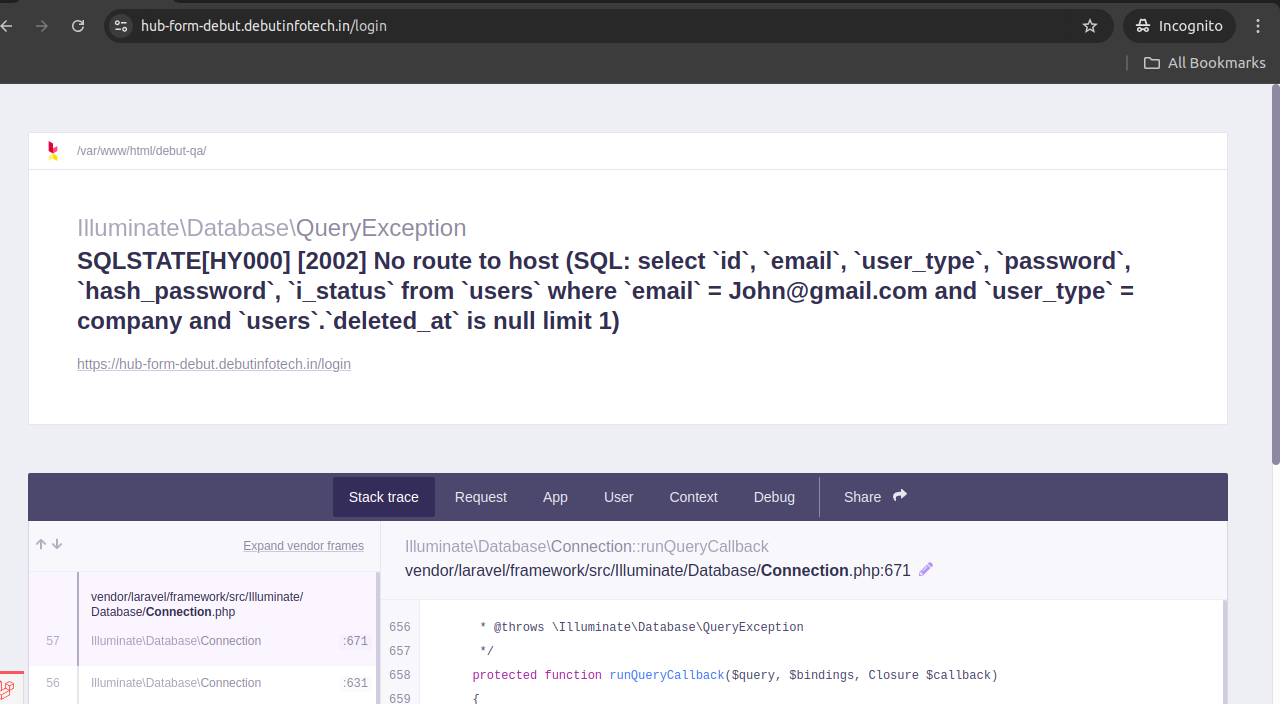 hub-form-debut.debutinfotech.in/login
Incognito
All Bookmarks
/var/www/html/debut-qa/
Illuminate\Database\QueryException
SQLSTATE[HY000] [2002] No route to host (SQL: select `id`, `email`, `user_type`, `password`,
`hash_password`, `i_status` from `users` where `email` = John@gmail.com and `user_type` =
company and `users`.`deleted_at` is null limit 1)
https://hub-form-debut.debutinfotech.in/login
Stack trace Request App User Context Debug Share
Expand vendor frames
vendor/laravel/framework/src/Illuminate/
Database/Connection.php
57 Illuminate\Database\Connection :671
56 Illuminate\Database\Connection :631
Illuminate\Database\Connection::runQueryCallback
vendor/laravel/framework/src/Illuminate/Database/Connection.php:671
656 * @throws \Illuminate\Database\QueryException
657 */
658 protected function runQueryCallback($query, $bindings, Closure $callback)
659 {